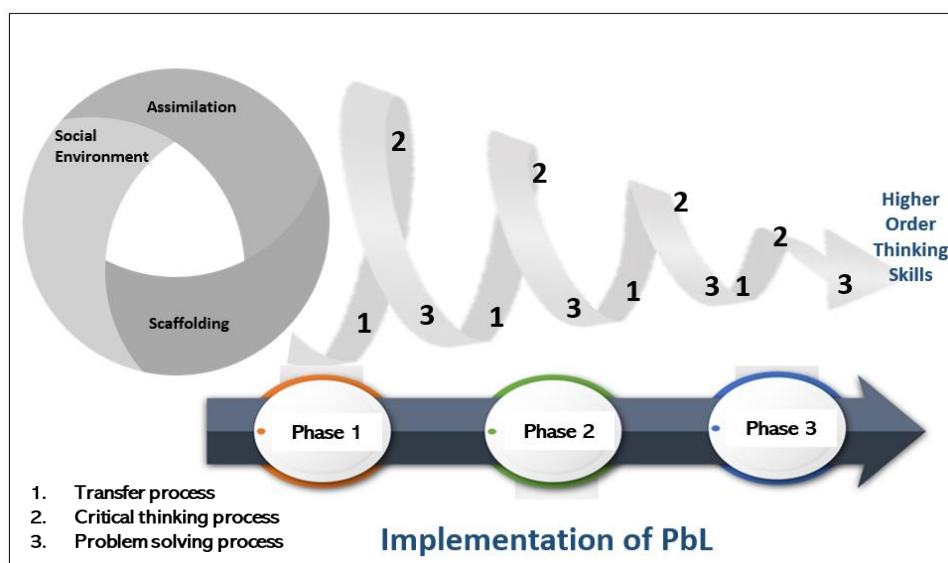 Assimilation
Social
Environment
Scaffolding
2
2
2
2
1
3
1
3
1
3
1
3
Higher
Order
Thinking
Skills
Phase 1
Phase 2
Phase 3
1. Transfer process
2. Critical thinking process
3. Problem solving process
Implementation of PbL